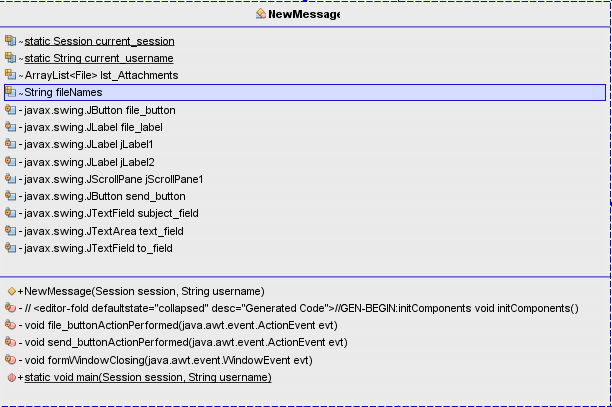 NewMessage
~static Session current_session
~static String current_username
~ArrayList<File> lst_Attachments
~String fileNames
- javax.swing.JButton file_button
- javax.swing.JLabel file_label
- javax.swing.JLabel jLabel1
- javax.swing.JLabel jLabel2
- javax.swing.JScrollPane jScrollPane1
- javax.swing.JButton send_button
- javax.swing.JTextField subject_field
- javax.swing.JTextArea text_field
- javax.swing.JTextField to_field
+NewMessage(Session session, String username)
- // <editor-fold defaultstate="collapsed" desc="Generated Code">//GEN-BEGIN:initComponents void initComponents()
- void file_buttonActionPerformed(java.awt.event.ActionEvent evt)
- void send_buttonActionPerformed(java.awt.event.ActionEvent evt)
- void formWindowClosing(java.awt.event.WindowEvent evt)
+static void main(Session session, String username)